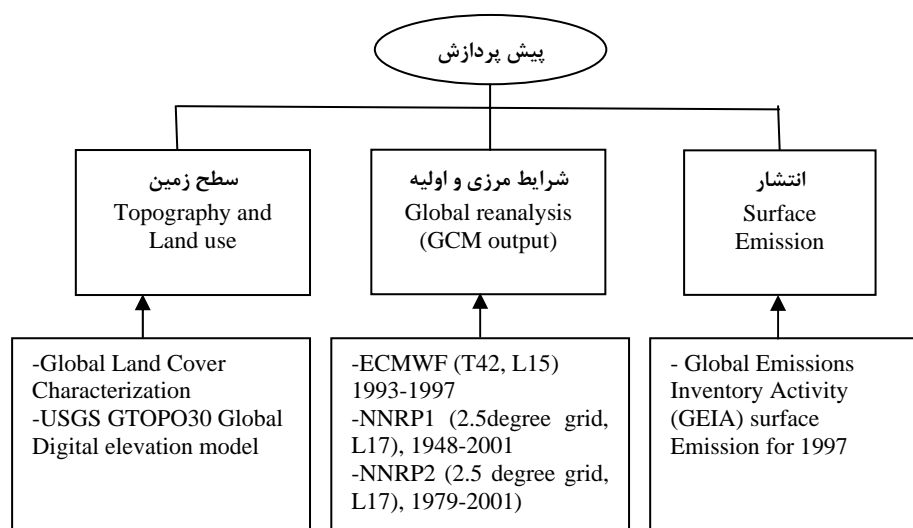 پیش پردازش
سطح زمین
Topography and
Land use
شرایط مرزی و اولیه
Global reanalysis
(GCM output)
انتشار
Surface
Emission
-Global Land Cover
Characterization
-USGS GTOPO30 Global
Digital elevation model
-ECMWF (T42, L15)
1993-1997
-NNRP1 (2.5degree grid,
L17), 1948-2001
-NNRP2 (2.5 degree grid,
L17), 1979-2001)
- Global Emissions
Inventory Activity
(GEIA) surface
Emission for 1997